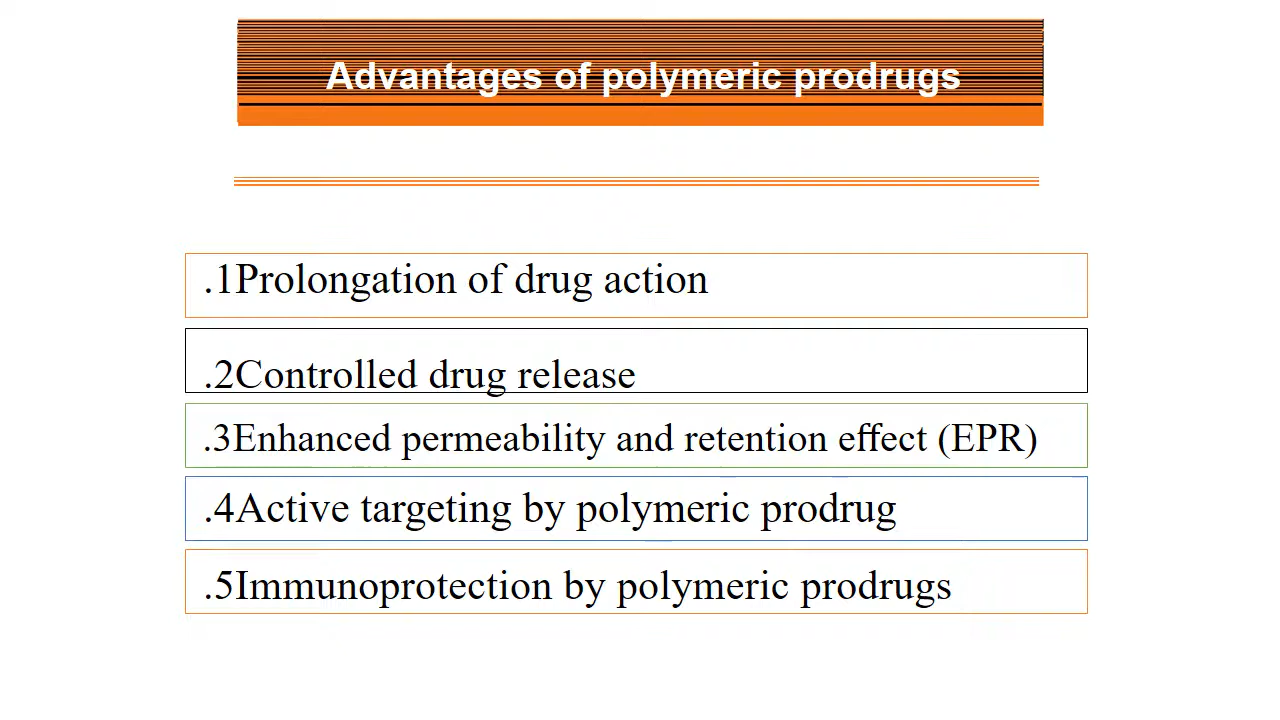 Advantages of polymeric prodrugs
.1Prolongation of drug action
.2Controlled drug release
.3Enhanced permeability and retention effect (EPR)
.4Active targeting by polymeric prodrug
.5Immunoprotection by polymeric prodrugs